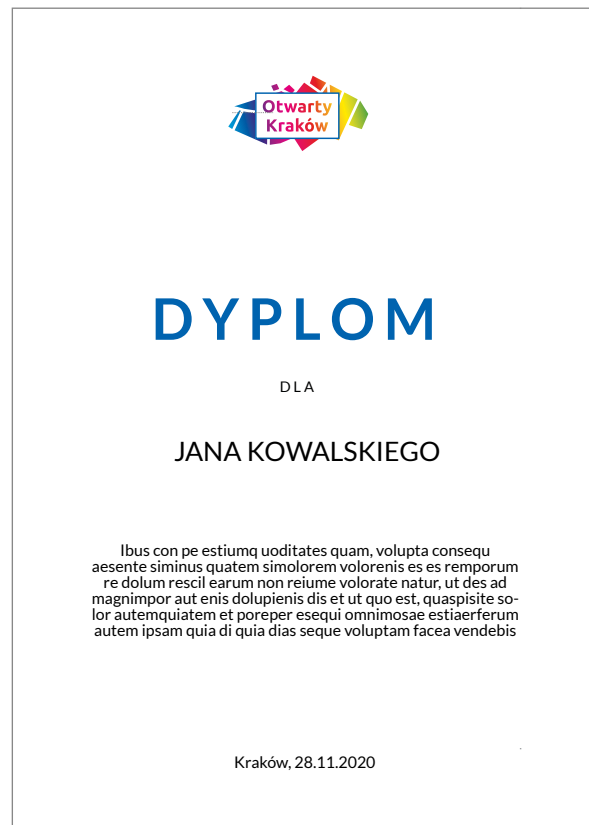 Otwarty
Kraków
DYPLOM
DLA
JANA KOWALSKIEGO
Ibus con pe estiumq uoditates quam, volupta consequ
aesente siminus quatem simolorem volorenis es es remporum
re dolum rescil earum non reiume volorate natur, ut des ad
magnimpor aut enis dolupienis dis et ut quo est, quaspisite so-
lor autemquiatem et poreper esequi omnimosae estiaerferum
autem ipsam quia di quia dias seque voluptam facea vendebis
Kraków, 28.11.2020